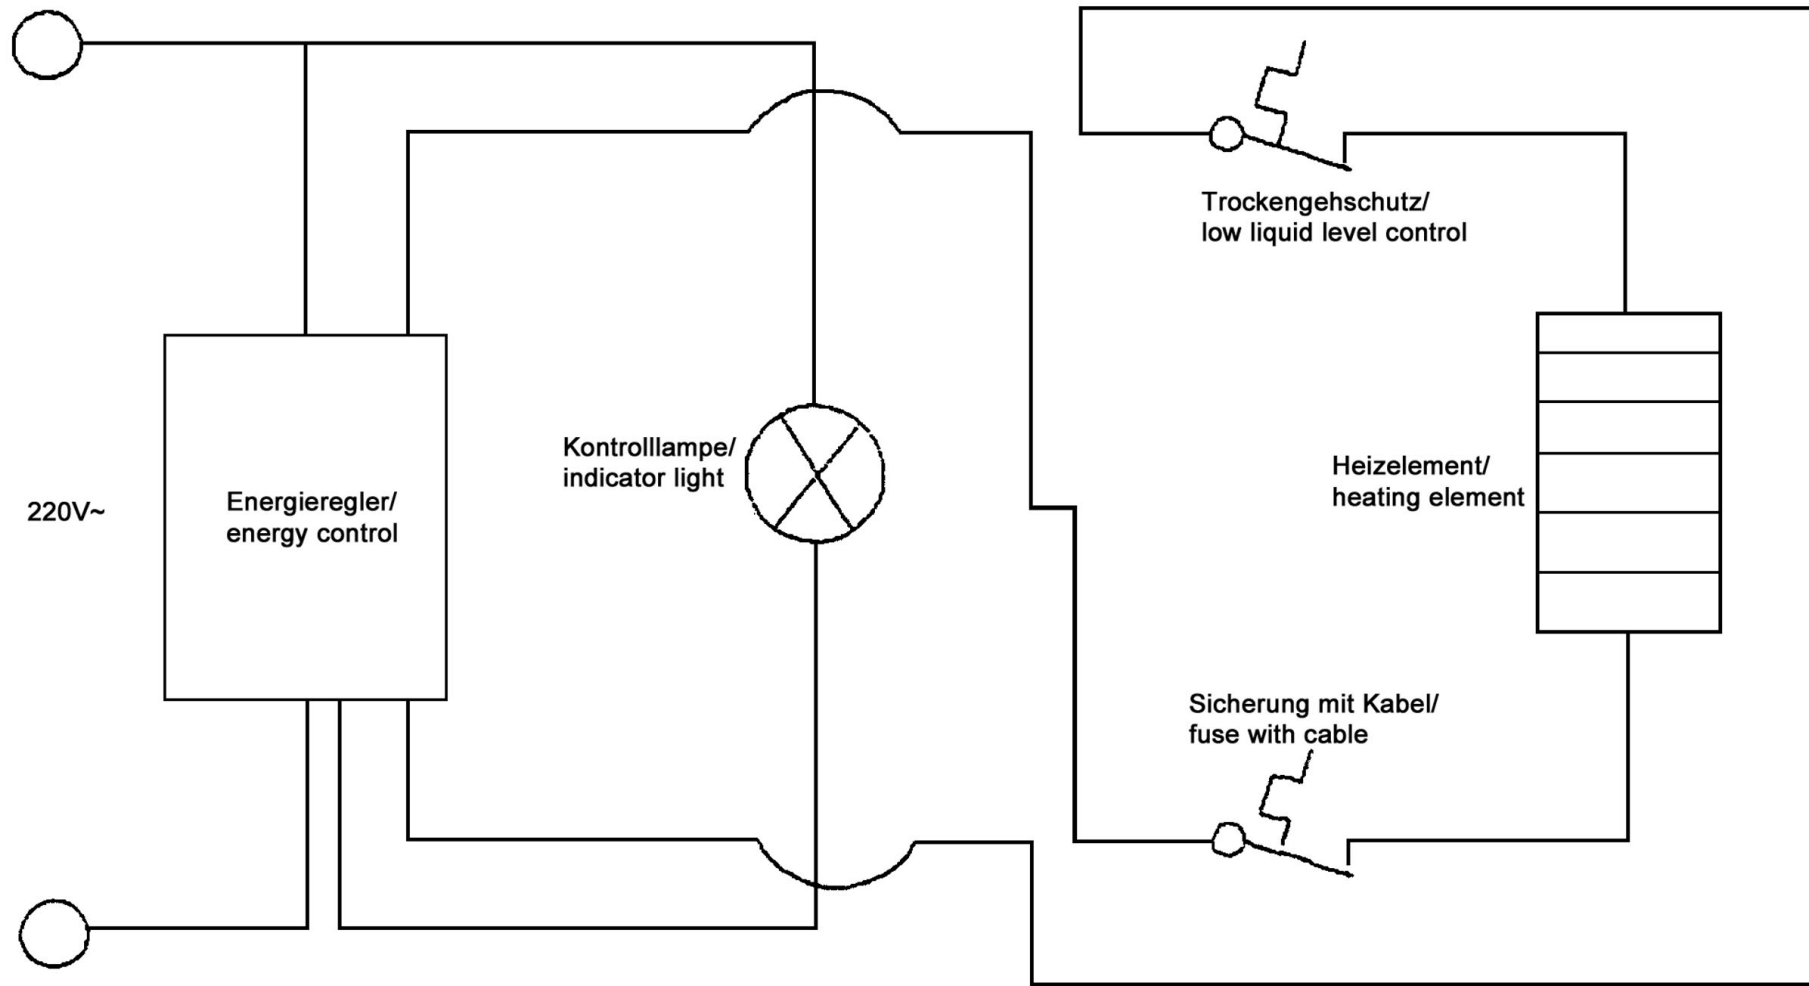 Trockengehschutz/
low liquid level control
Kontrolllampe/
indicator light
Heizelement/
heating element
220V~
Energieregler/
energy control
Sicherung mit Kabel/
fuse with cable